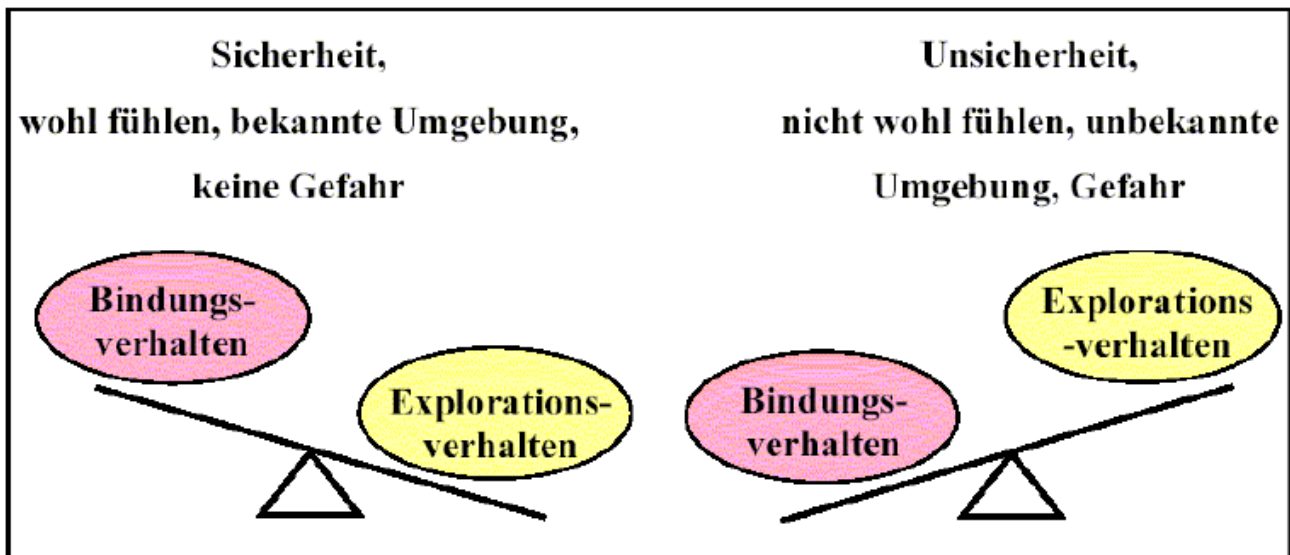 Sicherheit,
wohl fühlen, bekannte Umgebung,
keine Gefahr
Bindungs-
verhalten
Explorations-
verhalten
Unsicherheit,
nicht wohl fühlen, unbekannte
Umgebung, Gefahr
Bindungs-
verhalten
Explorations
-verhalten